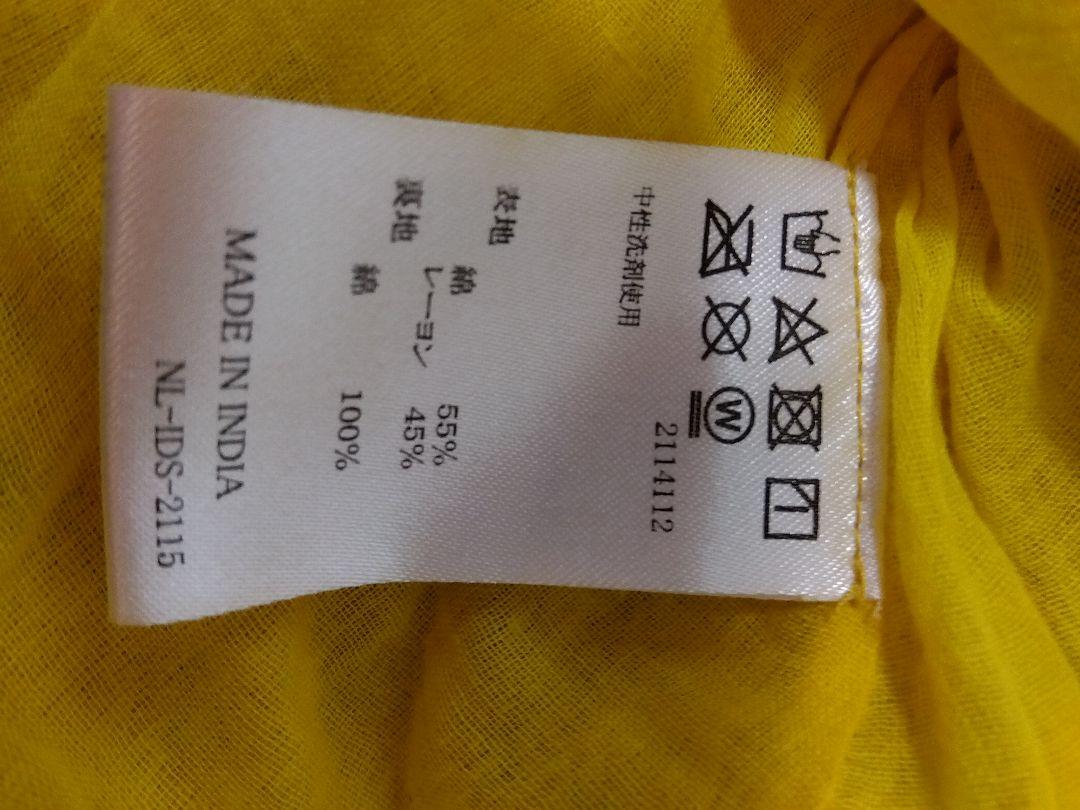 W
2114112
中性洗剤使用
表地
綿 55%
レーヨン 45%
裏地
綿 100%
MADE IN INDIA
NL-IDS-2115